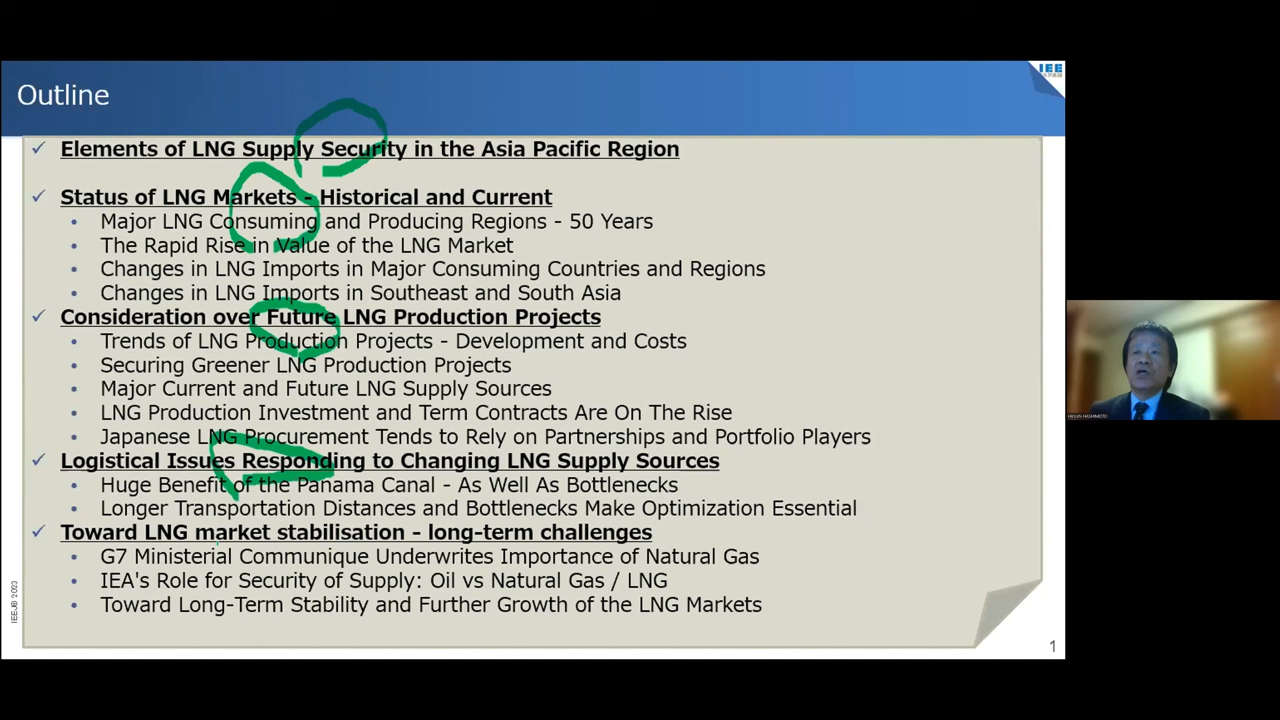 IEE
JAPAN
Outline
Elements of LNG Supply Security in the Asia Pacific Region
Status of LNG Markets - Historical and Current
Major LNG Consuming and Producing Regions - 50 Years
The Rapid Rise in Value of the LNG Market
Changes in LNG Imports in Major Consuming Countries and Regions
Changes in LNG Imports in Southeast and South Asia
Consideration over Future LNG Production Projects
Trends of LNG Production Projects - Development and Costs
Securing Greener LNG Production Projects
Major Current and Future LNG Supply Sources
LNG Production Investment and Term Contracts Are On The Rise
Japanese LNG Procurement Tends to Rely on Partnerships and Portfolio Players
Logistical Issues Responding to Changing LNG Supply Sources
Huge Benefit of the Panama Canal - As Well As Bottlenecks
Longer Transportation Distances and Bottlenecks Make Optimization Essential
Toward LNG market stabilisation - long-term challenges
G7 Ministerial Communique Underwrites Importance of Natural Gas
IEA's Role for Security of Supply: Oil vs Natural Gas / LNG
Toward Long-Term Stability and Further Growth of the LNG Markets
IEEJ© 2023
1
HASHIMOTO